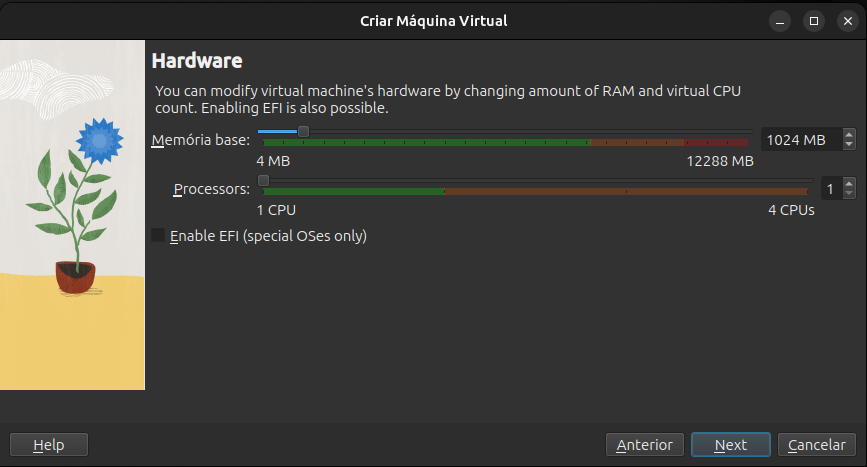 Criar Máquina Virtual
Hardware
You can modify virtual machine's hardware by changing amount of RAM and virtual CPU
count. Enabling EFI is also possible.
Memória base:
1024 MB
4 MB
12288 MB
Processors:
1
1 CPU
4 CPUs
Enable EFI (special OSes only)
Help
Anterior
Next
Cancelar